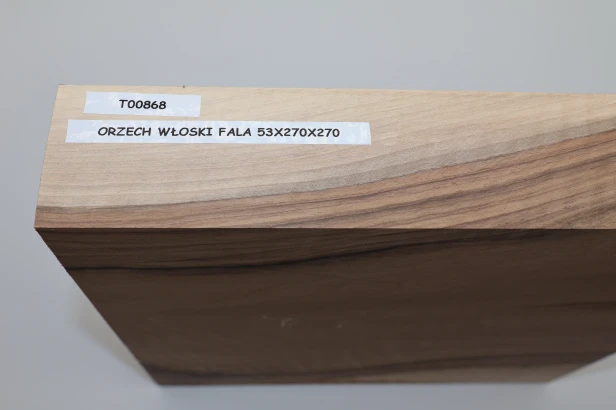 T00868
ORZECH WŁOSKI FALA 53X270X270